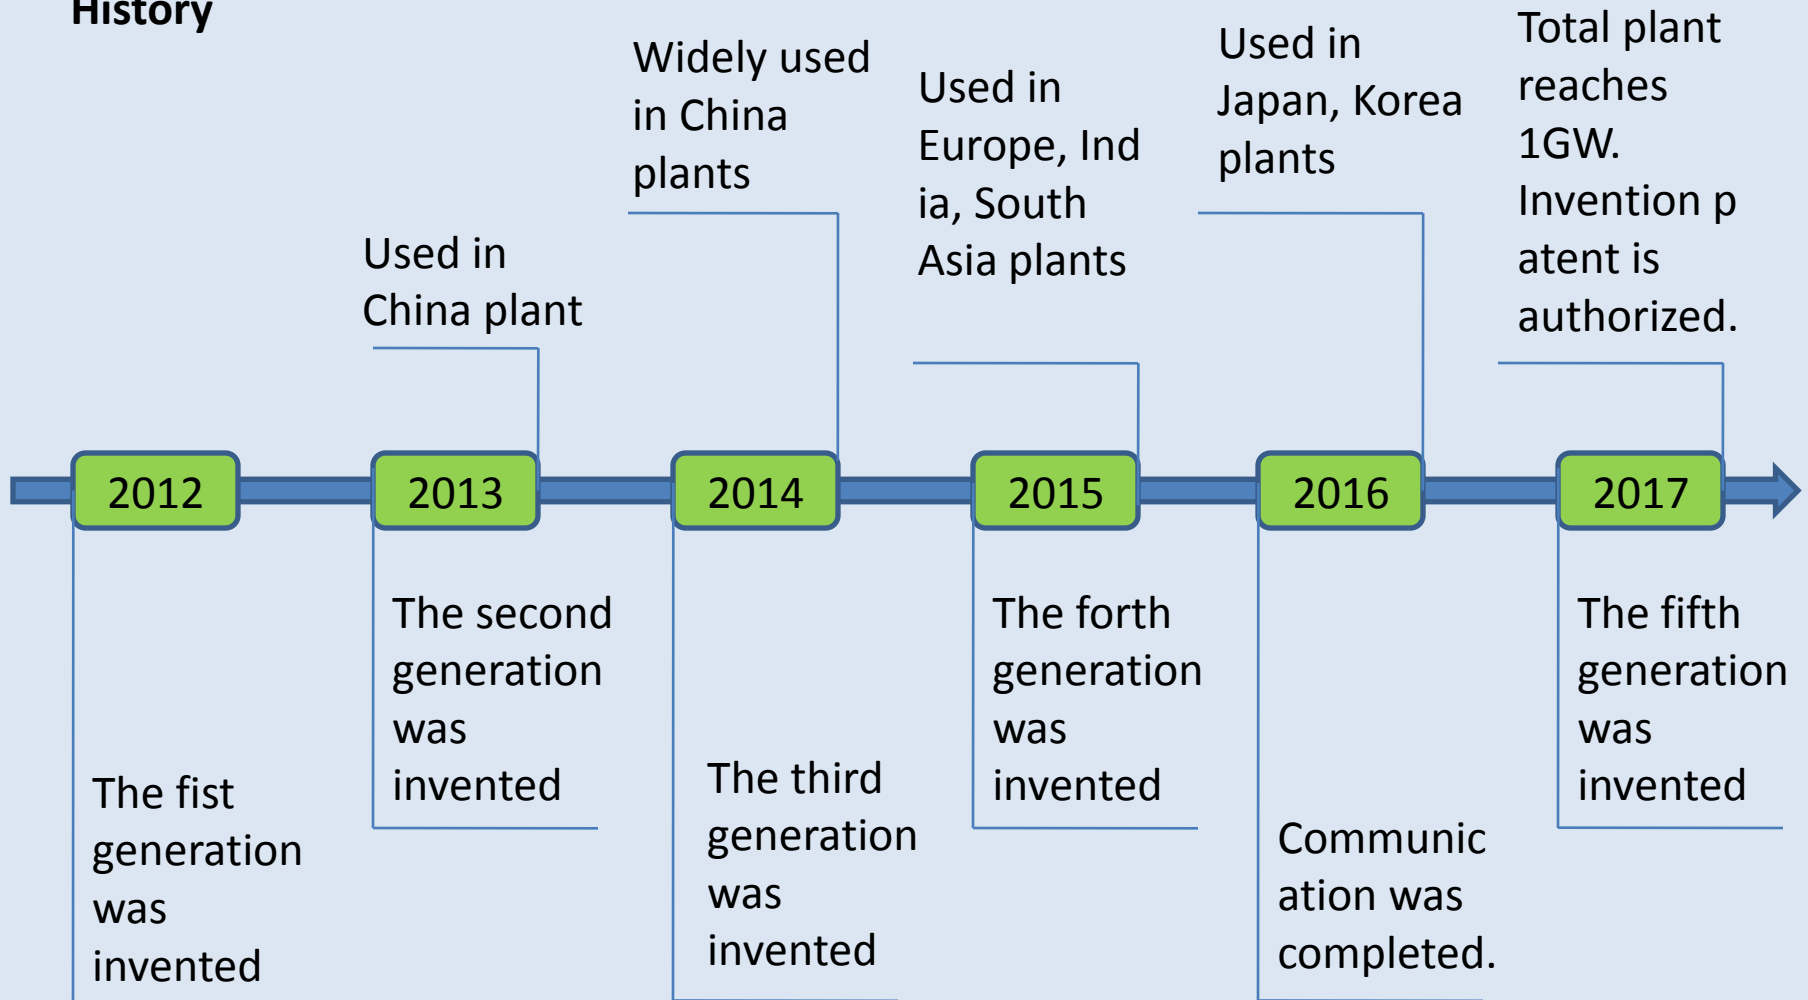 History
Used in
China plant
Widely used
in China
plants
Used in
Europe, Ind
ia, South
Asia plants
Used in
Japan, Korea
plants
Total plant
reaches
1GW.
Invention p
atent is
authorized.
2012
2013
2014
2015
2016
2017
The fist
generation
was
invented
The second
generation
was
invented
The third
generation
was
invented
The forth
generation
was
invented
Communic
ation was
completed.
The fifth
generation
was
invented